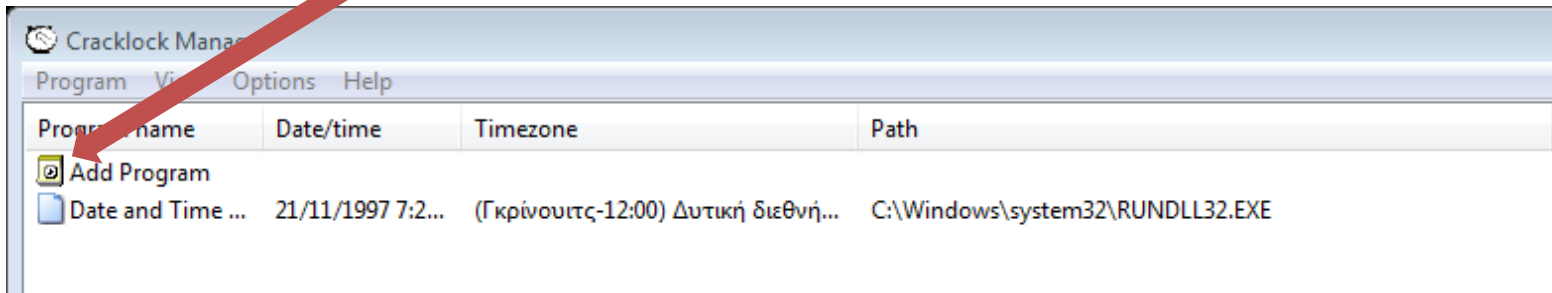 Cracklock Mana
Program Options Help
Program name Date/time Timezone Path
Add Program
Date and Time ... 21/11/1997 7:2... (Γκρίνουιτς-12:00) Δυτική διεθνή... C:\Windows\system32\RUNDLL32.EXE